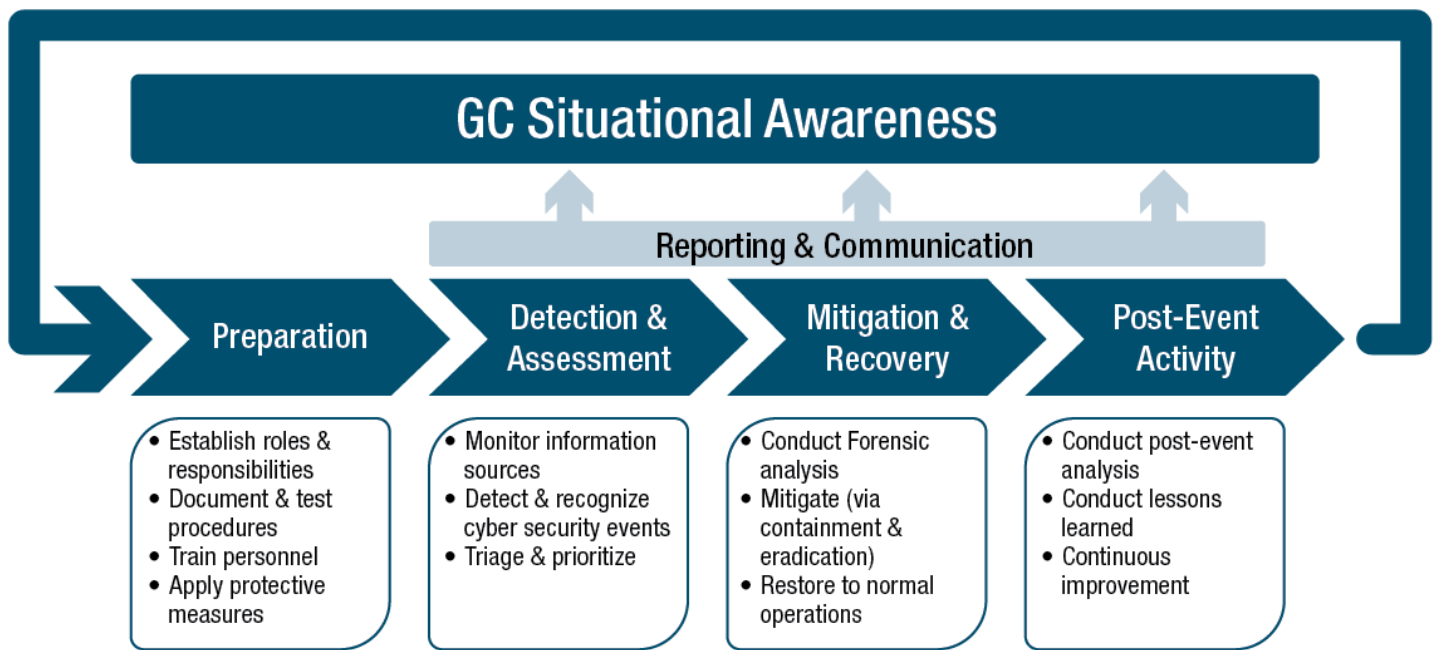 GC Situational Awareness
Reporting & Communication
Preparation
Detection &
Assessment
Mitigation &
Recovery
Post-Event
Activity
• Establish roles &
responsibilities
• Document & test
procedures
• Train personnel
• Apply protective
measures
• Monitor information
sources
• Detect & recognize
cyber security events
• Triage & prioritize
• Conduct Forensic
analysis
• Mitigate (via
containment &
eradication)
• Restore to normal
operations
• Conduct post-event
analysis
• Conduct lessons
learned
• Continuous
improvement